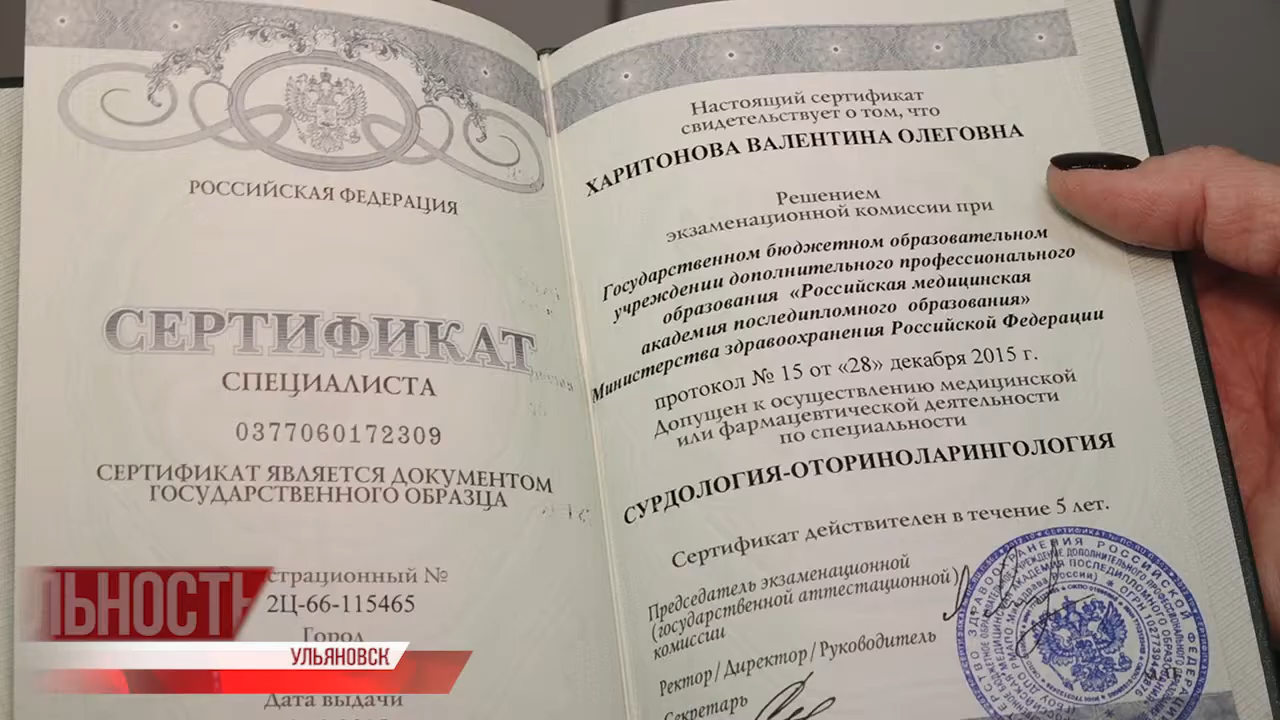 РОССИЙСКАЯ ФЕДЕРАЦИЯ
СЕРТИФИКАТ
СПЕЦИАЛИСТА
0377060172309
СЕРТИФИКАТ ЯВЛЯЕТСЯ ДОКУМЕНТОМ
ГОСУДАРСТВЕННОГО ОБРАЗЦА
страционный №
2Ц-66-115465
Город
Дата выдачи
Настоящий сертификат
свидетельствует о том, что
ХАРИТОНОВА ВАЛЕНТИНА ОЛЕГОВНА
Решением
экзаменационной комиссии при
Государственном бюджетном образовательном
учреждении дополнительного профессионального
образования «Российская медицинская
академия последипломного образования»
Министерства здравоохранения Российской Федерации
протокол № 15 от «28» декабря 2015 г.
Допущен к осуществлению медицинской
или фармацевтической деятельности
по специальности
СУРДОЛОГИЯ-ОТОРИНОЛАРИНГОЛОГИЯ
Сертификат действителен в течение 5 лет.
Председатель экзаменационной
(государственной аттестационной)
комиссии
Ректор / Директор / Руководитель
Секретарь
ЛЬНОСТЬ
УЛЬЯНОВСК